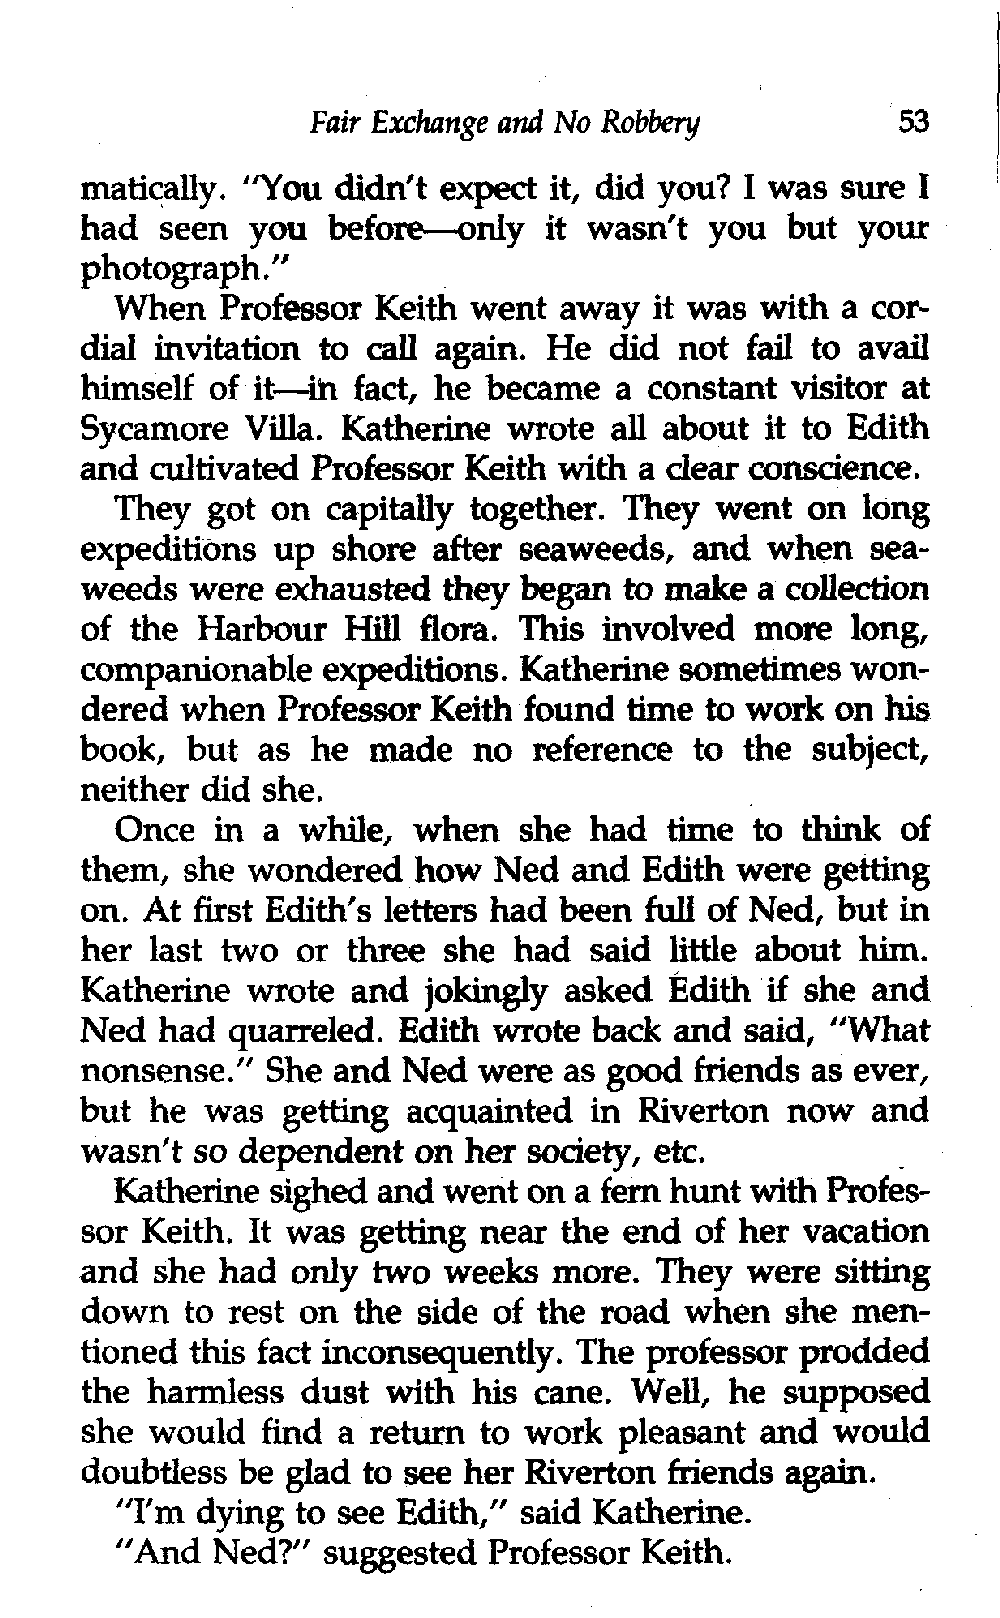 Fair Exchange and No Robbery 53
matically. "You didn't expect it, did you? I was sure I
had seen you before—only it wasn't you but your
photograph."
When Professor Keith went away it was with a cor-
dial invitation to call again. He did not fail to avail
himself of it—in fact, he became a constant visitor at
Sycamore Villa. Katherine wrote all about it to Edith
and cultivated Professor Keith with a clear conscience.
They got on capitally together. They went on long
expeditions up shore after seaweeds, and when sea-
weeds were exhausted they began to make a collection
of the Harbour Hill flora. This involved more long,
companionable expeditions. Katherine sometimes won-
dered when Professor Keith found time to work on his
book, but as he made no reference to the subject,
neither did she.
Once in a while, when she had time to think of
them, she wondered how Ned and Edith were getting
on. At first Edith's letters had been full of Ned, but in
her last two or three she had said little about him.
Katherine wrote and jokingly asked Edith if she and
Ned had quarreled. Edith wrote back and said, "What
nonsense." She and Ned were as good friends as ever,
but he was getting acquainted in Riverton now and
wasn't so dependent on her society, etc.
Katherine sighed and went on a fern hunt with Profes-
sor Keith. It was getting near the end of her vacation
and she had only two weeks more. They were sitting
down to rest on the side of the road when she men-
tioned this fact inconsequently. The professor prodded
the harmless dust with his cane. Well, he supposed
she would find a return to work pleasant and would
doubtless be glad to see her Riverton friends again.
"I'm dying to see Edith," said Katherine.
"And Ned?" suggested Professor Keith.